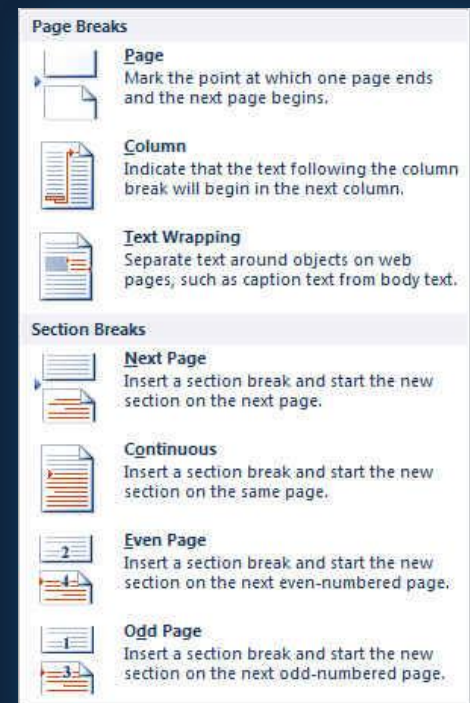 Page Breaks
Page
Mark the point at which one page ends
and the next page begins.
Column
Indicate that the text following the column
break will begin in the next column.
Text Wrapping
Separate text around objects on web
pages, such as caption text from body text.
Section Breaks
Next Page
Insert a section break and start the new
section on the next page.
Continuous
Insert a section break and start the new
section on the same page.
2
4
Even Page
Insert a section break and start the new
section on the next even-numbered page.
1
3
Odd Page
Insert a section break and start the new
section on the next odd-numbered page.